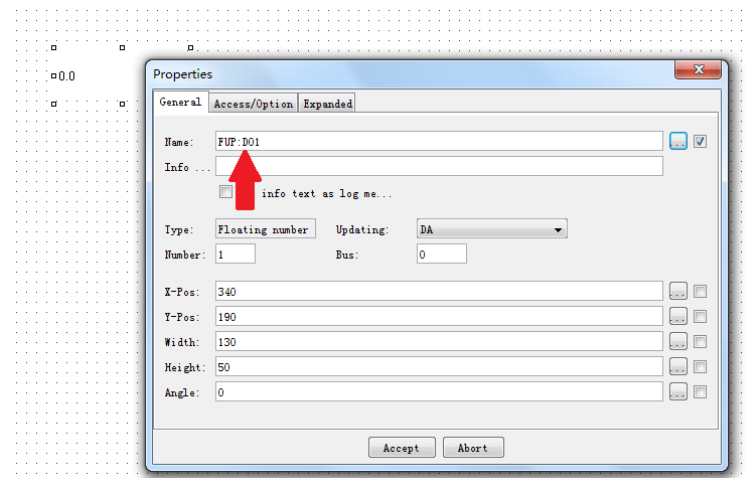 0.0
Properties
General Access/Option Expanded
Name: FUP:D01 ...
Info ...
info text as log me...
Type: Floating number Updating: DA
Number: 1 Bus: 0
X-Pos: 340 ...
Y-Pos: 190 ...
Width: 130 ...
Height: 50 ...
Angle: 0 ...
Accept Abort